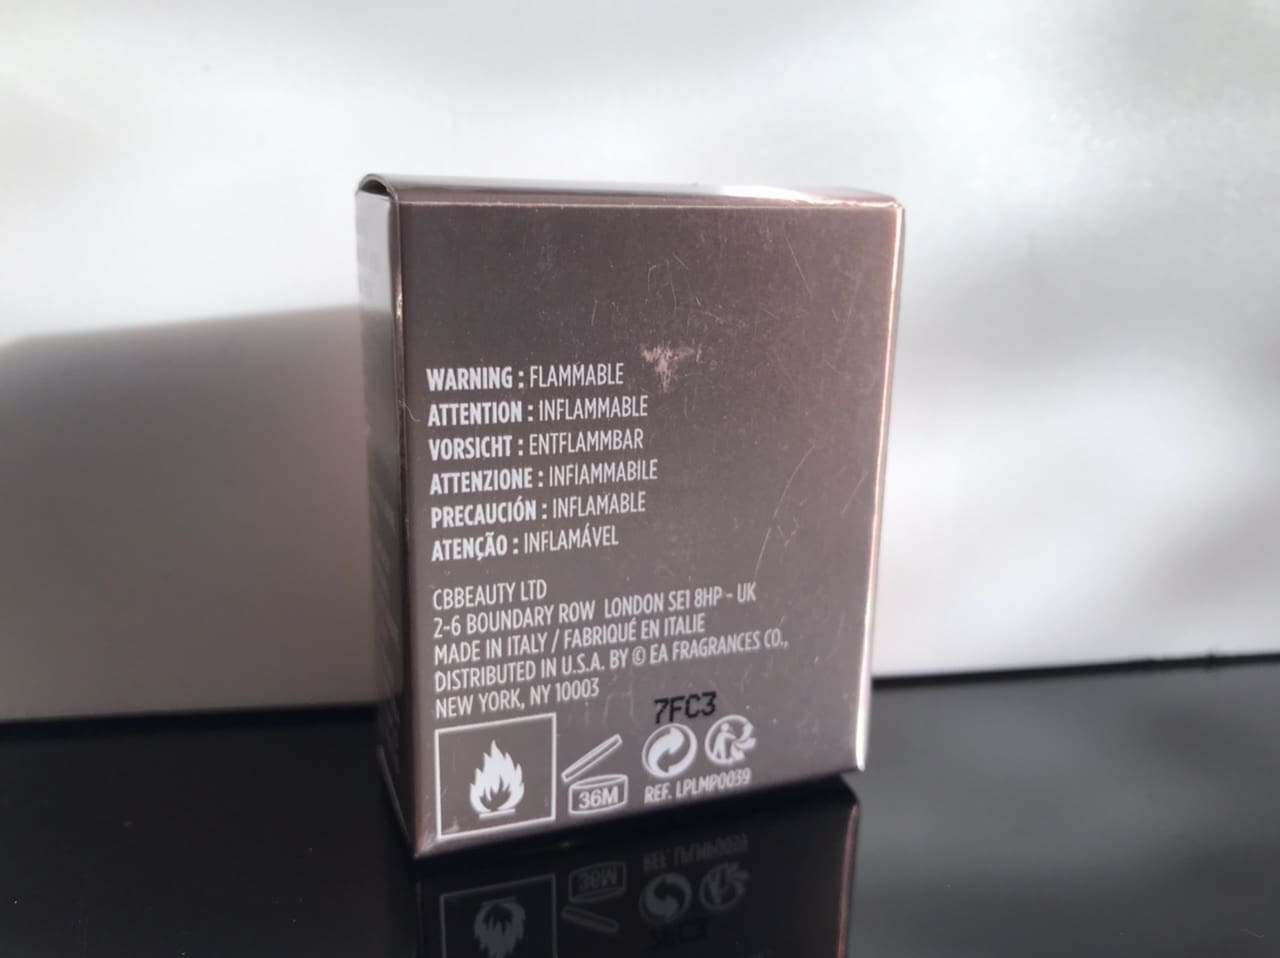 WARNING : FLAMMABLE
ATTENTION : INFLAMMABLE
VORSICHT : ENTFLAMMBAR
ATTENZIONE : INFIAMMABILE
PRECAUCIÓN : INFLAMABLE
ATENÇÃO : INFLAMÁVEL
CBBEAUTY LTD
2-6 BOUNDARY ROW LONDON SE1 8HP - UK
MADE IN ITALY / FABRIQUÉ EN ITALIE
DISTRIBUTED IN U.S.A. BY © EA FRAGRANCES CO.,
NEW YORK, NY 10003
7FC3
36M
REF. LPLMP0039